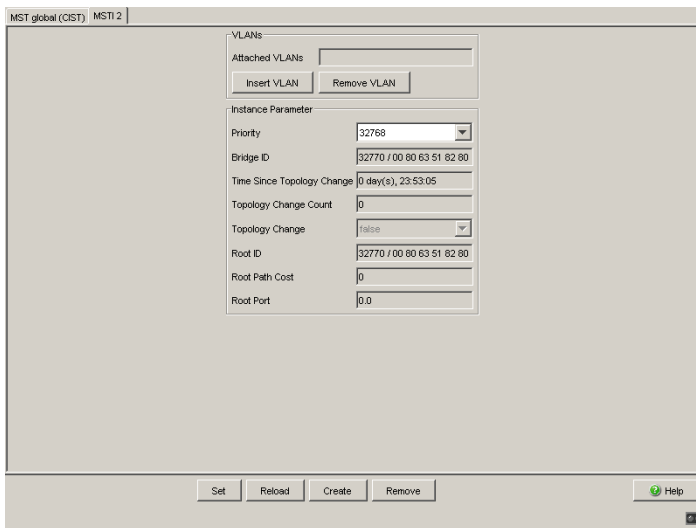 MST global (CIST) MSTI 2
VLANs
Attached VLANs
Insert VLAN Remove VLAN
Instance Parameter
Priority 32768
Bridge ID 32770 / 00 80 63 51 82 80
Time Since Topology Change 0 day(s), 23:53:05
Topology Change Count 0
Topology Change false
Root ID 32770 / 00 80 63 51 82 80
Root Path Cost 0
Root Port 0.0
Set Reload Create Remove Help